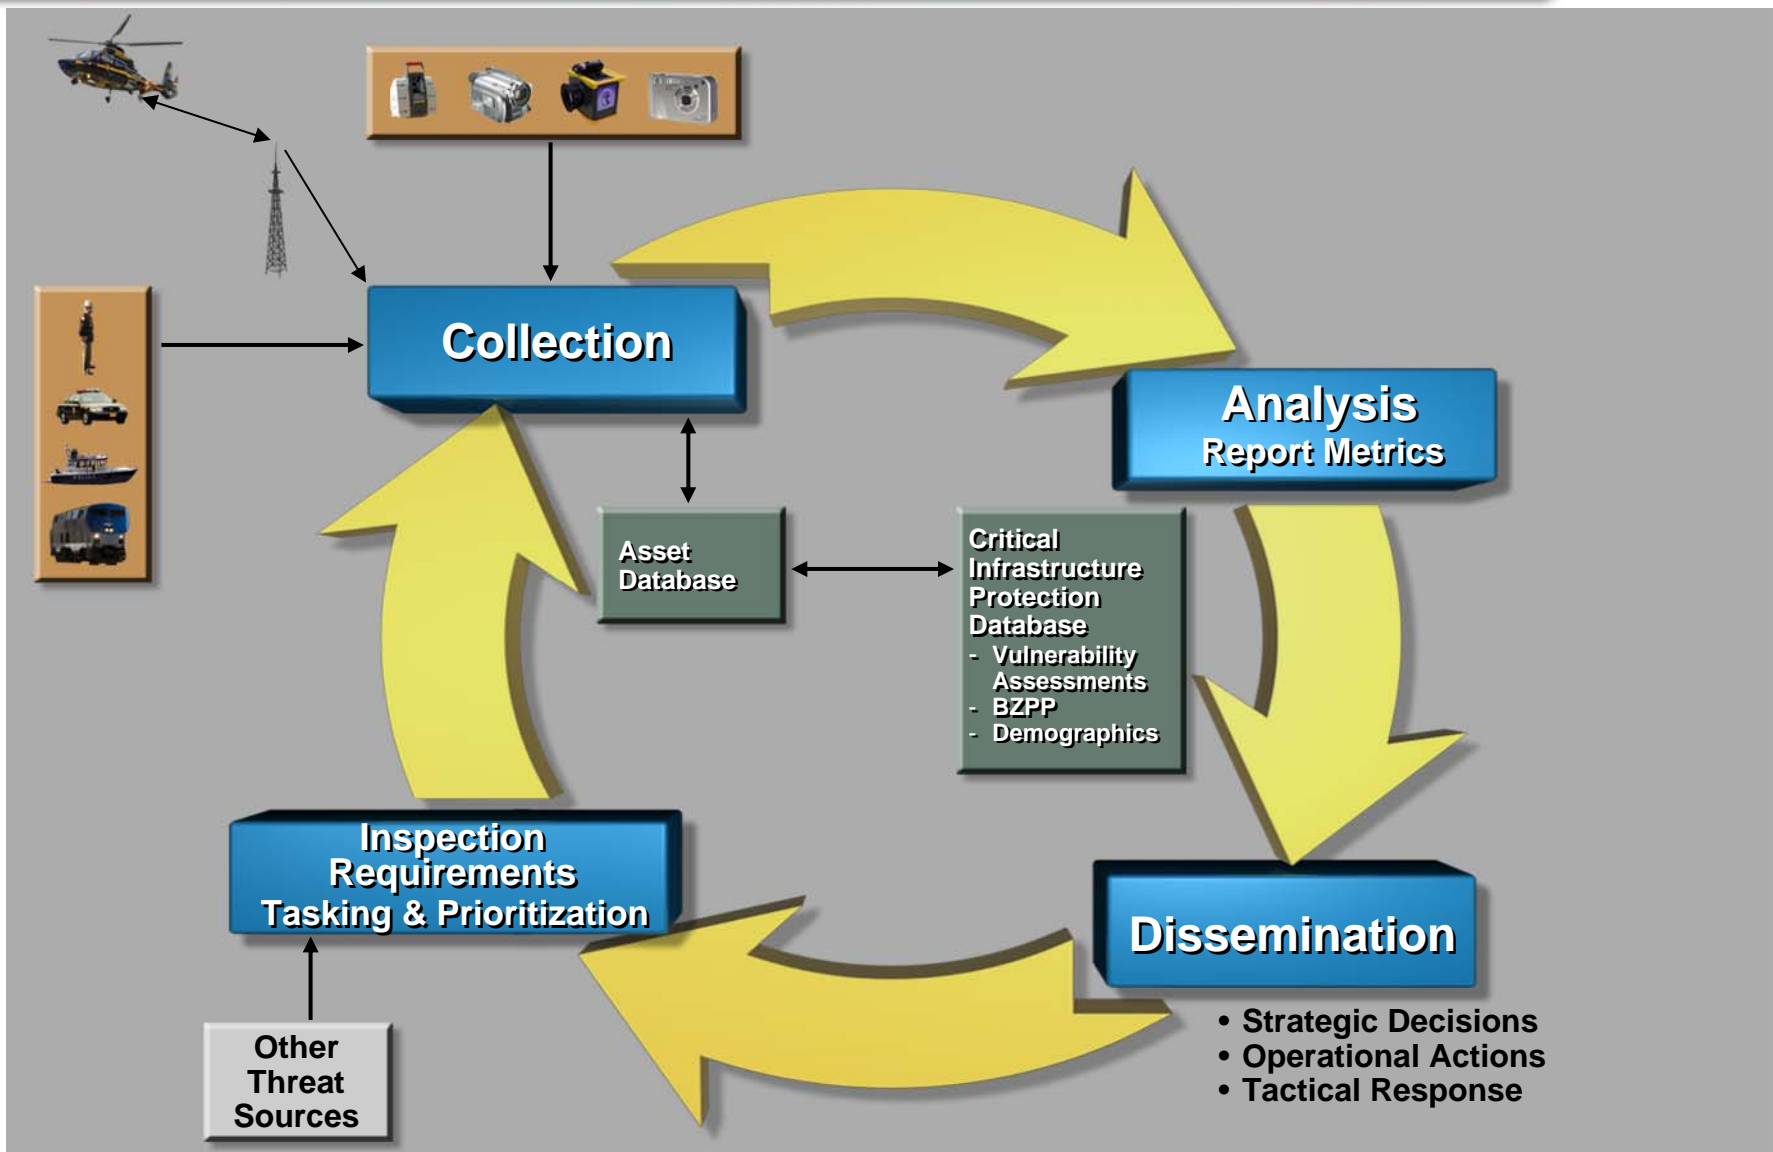 Collection
Analysis
Report Metrics
Asset
Database
Critical
Infrastructure
Protection
Database
- Vulnerability
Assessments
- BZPP
- Demographics
Inspection
Requirements
Tasking & Prioritization
Dissemination
• Strategic Decisions
• Operational Actions
• Tactical Response
Other
Threat
Sources